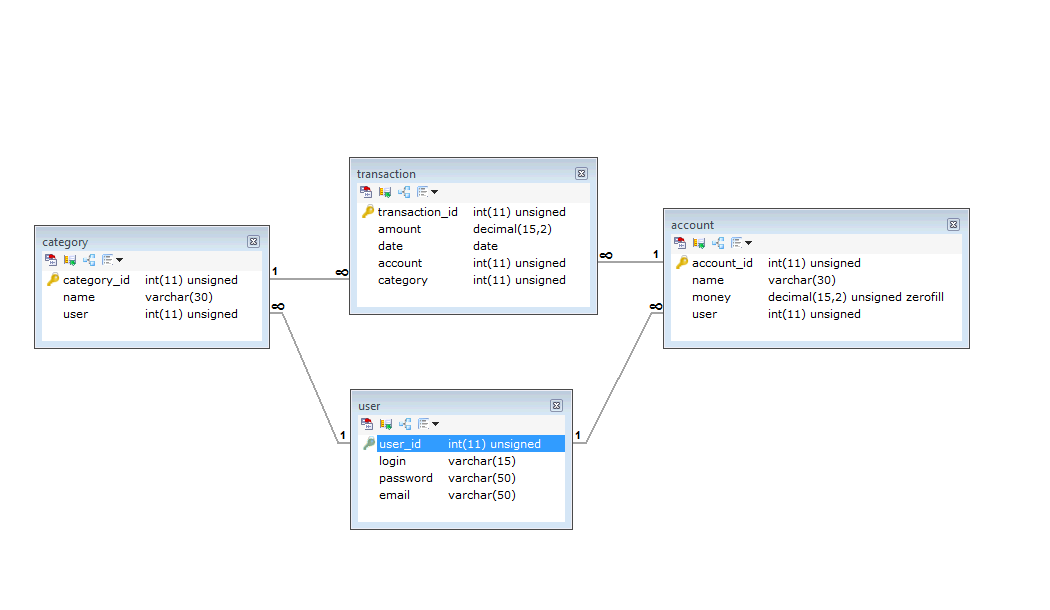 transaction
transaction_id int(11) unsigned
amount decimal(15,2)
date date
account int(11) unsigned
category int(11) unsigned
category
category_id int(11) unsigned
name varchar(30)
user int(11) unsigned
account
account_id int(11) unsigned
name varchar(30)
money decimal(15,2) unsigned zerofill
user int(11) unsigned
1 ∞
∞ 1
∞
∞
1
1
user
user_id int(11) unsigned
login varchar(15)
password varchar(50)
email varchar(50)